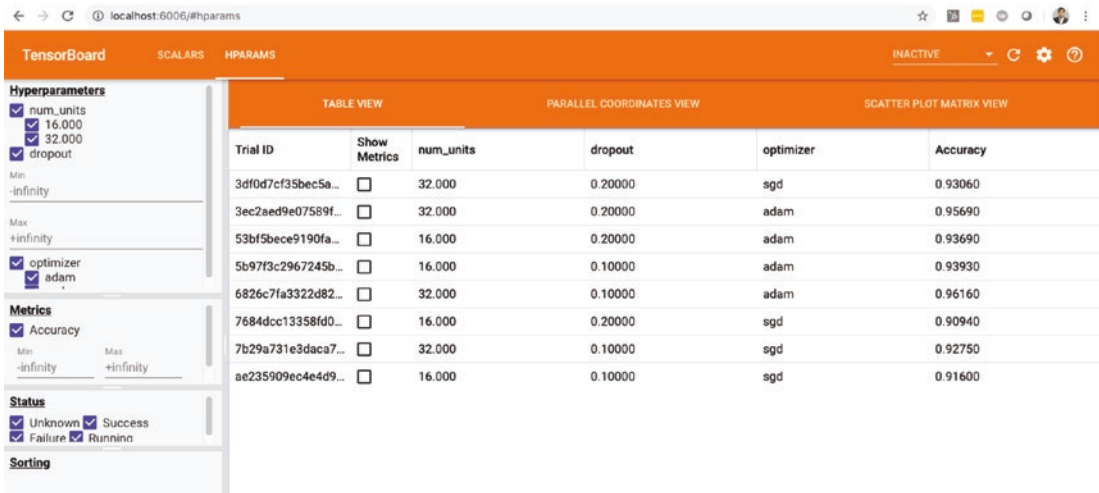 localhost:6006/#hparams
TensorBoard SCALARS HPARAMS INACTIVE
Hyperparameters
num_units
16.000
32.000
dropout
Min
-infinity
Max
+infinity
optimizer
adam
Metrics
Accuracy
Min Max
-infinity +infinity
Status
Unknown Success
Failure Running
Sorting
TABLE VIEW PARALLEL COORDINATES VIEW SCATTER PLOT MATRIX VIEW
Trial ID Show Metrics num_units dropout optimizer Accuracy
3df0d7cf35bec5a... 32.000 0.20000 sgd 0.93060
3ec2aed9e07589f... 32.000 0.20000 adam 0.95690
53bf5bece9190fa... 16.000 0.20000 adam 0.93690
5b97f3c2967245b... 16.000 0.10000 adam 0.93930
6826c7fa3322d82... 32.000 0.10000 adam 0.96160
7684dcc13358fd0... 16.000 0.20000 sgd 0.90940
7b29a731e3daca7... 32.000 0.10000 sgd 0.92750
ae235909ec4e4d9... 16.000 0.10000 sgd 0.91600